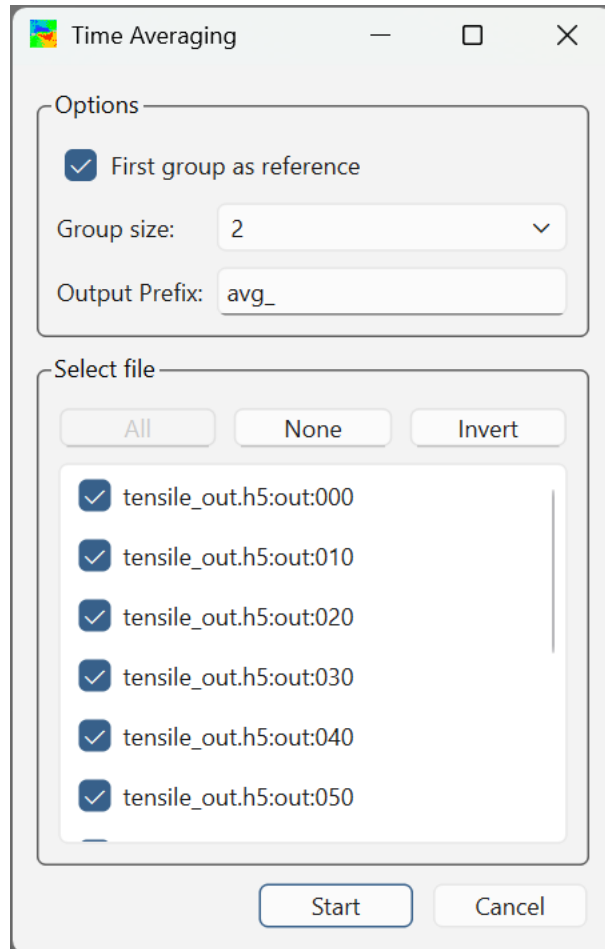 Time Averaging
Options
First group as reference
Group size: 2
Output Prefix: avg_
Select file
All None Invert
tensile_out.h5:out:000
tensile_out.h5:out:010
tensile_out.h5:out:020
tensile_out.h5:out:030
tensile_out.h5:out:040
tensile_out.h5:out:050
Start Cancel